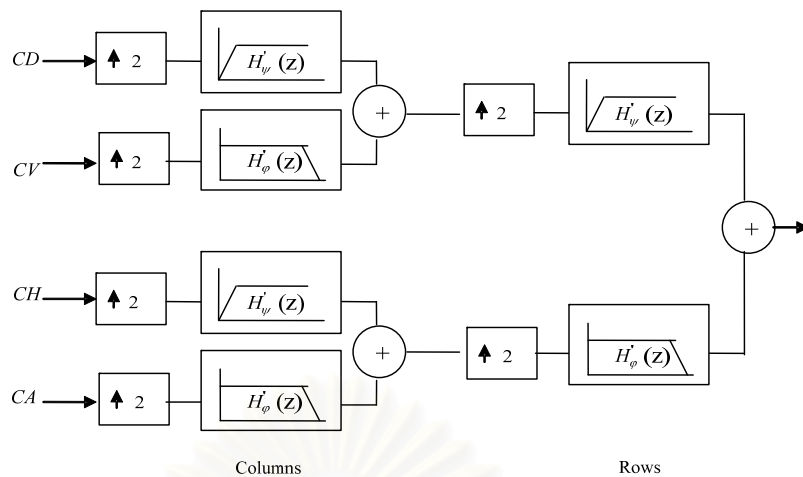 CD
2
H'ψ (z)
+
2
H'ψ (z)
CV
2
H'φ (z)
+
CH
2
H'ψ (z)
+
2
H'φ (z)
CA
2
H'φ (z)
Columns
Rows